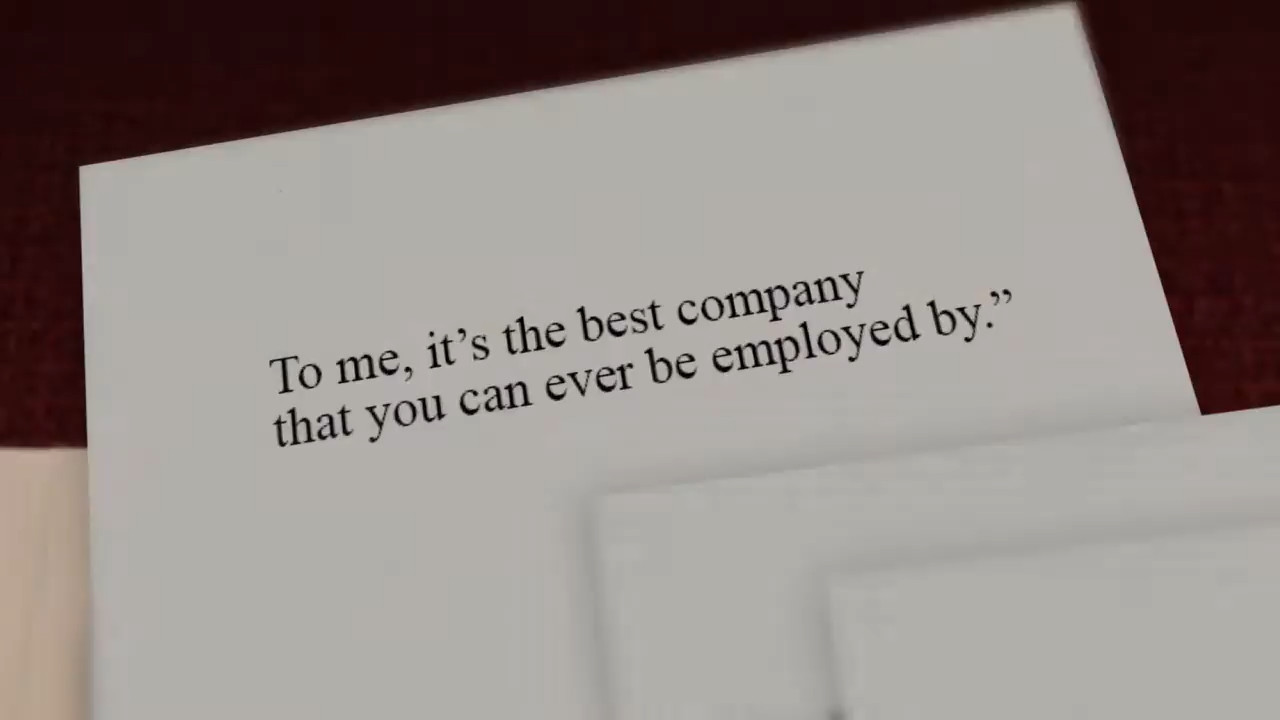 To me, it’s the best company
that you can ever be employed by.”